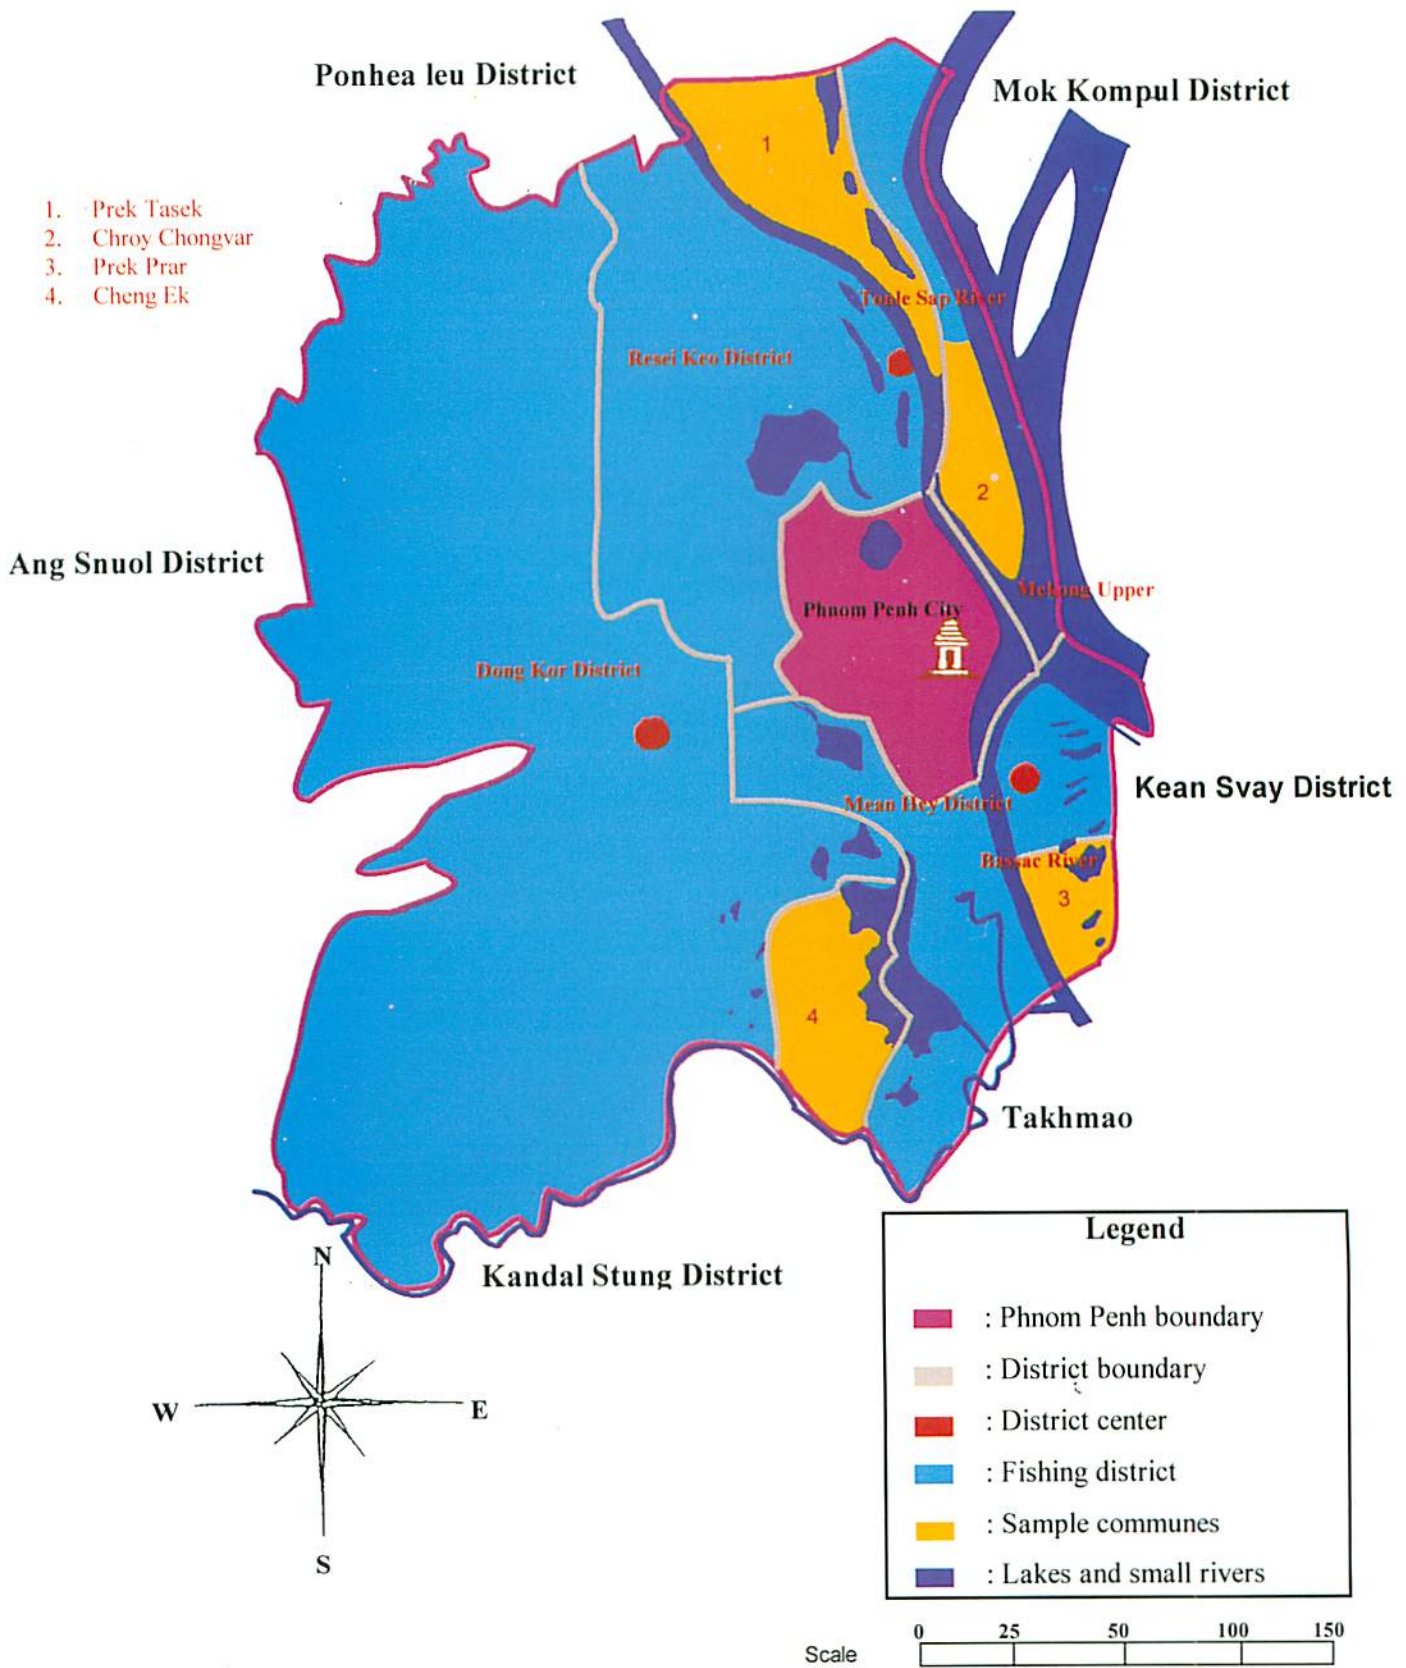 Ponhea leu District
Mok Kompul District
1. Prek Tasek
2. Chroy Chongvar
3. Prek Prar
4. Cheng Ek
1
Tonle Sap River
Resei Keo District
2
Ang Snuol District
Mekong Upper
Phnom Penh City
Dong Kor District
Kean Svay District
Mean Hey District
Bassac River
3
4
Takhmao
Kandal Stung District
N
W
E
S
Legend
: Phnom Penh boundary
: District boundary
: District center
: Fishing district
: Sample communes
: Lakes and small rivers
Scale
0 25 50 100 150